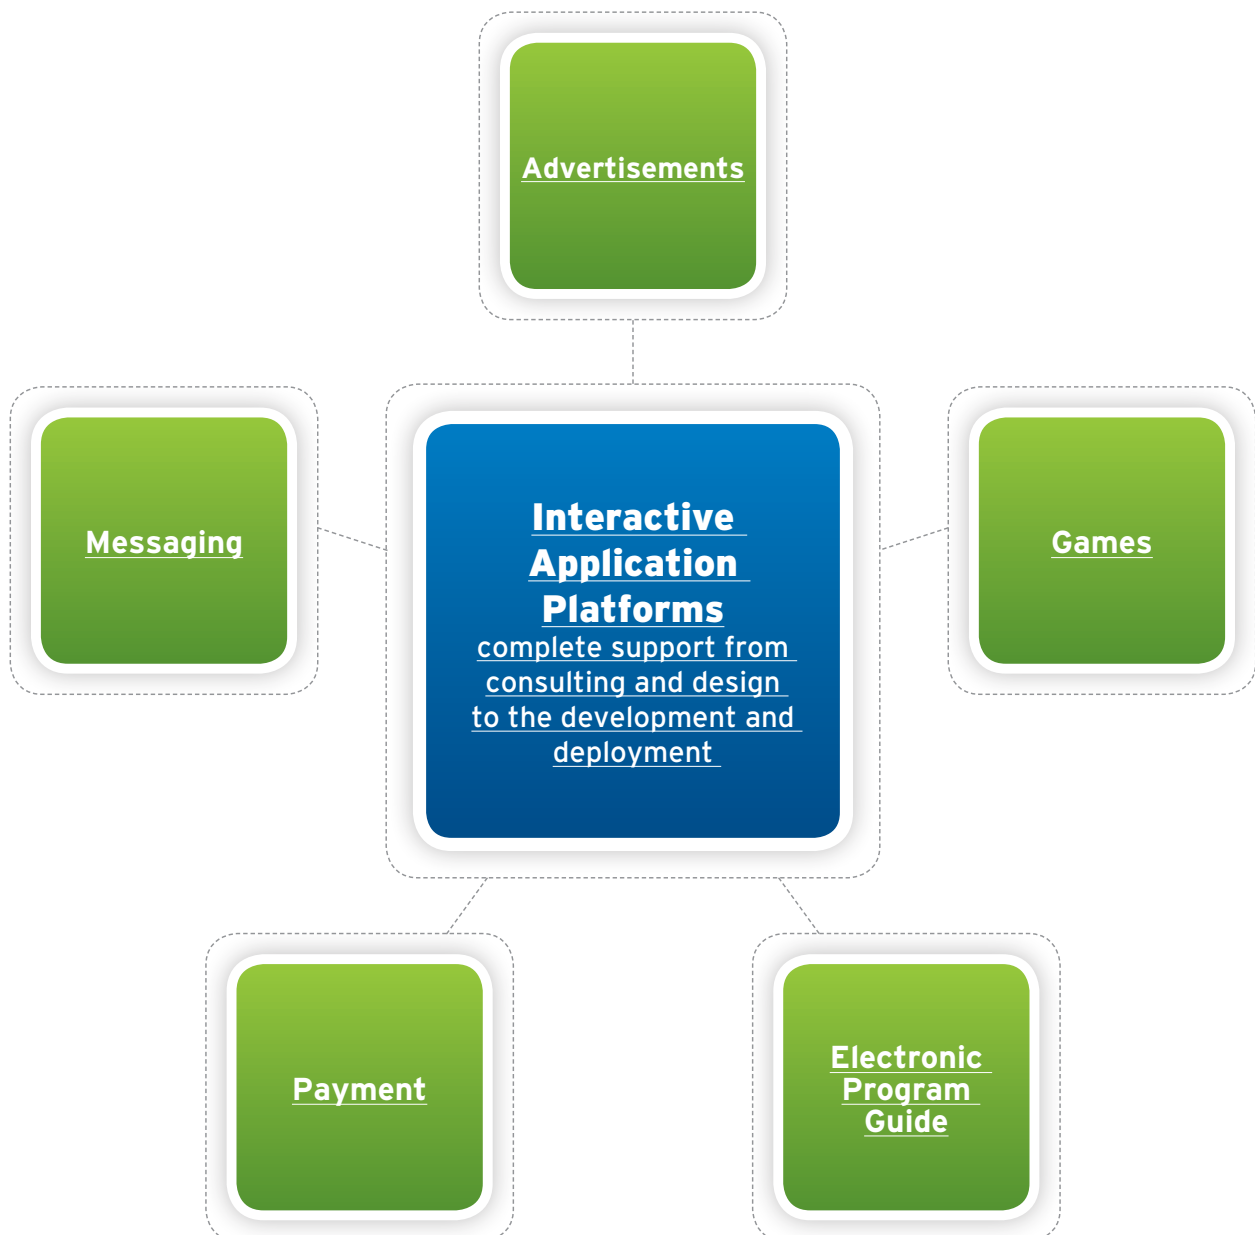 Advertisements
Messaging
Interactive
Application
Platforms
complete support from
consulting and design
to the development and
deployment
Games
Payment
Electronic
Program
Guide